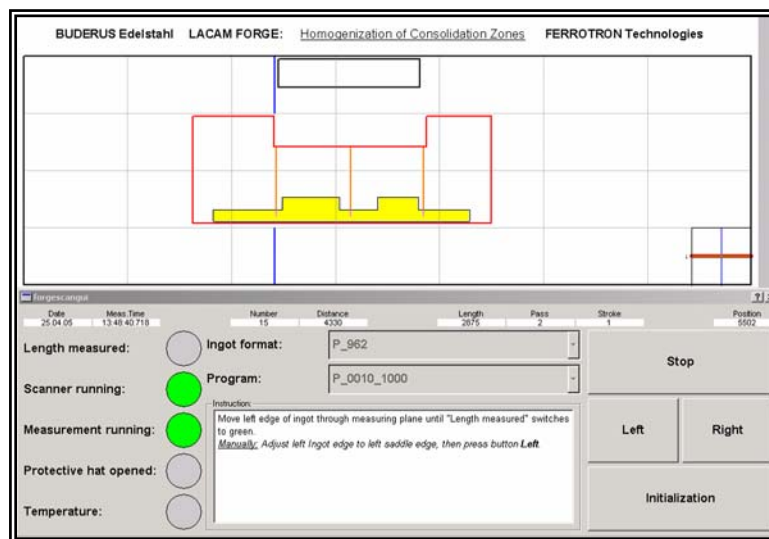 BUDERUS Edelstahl LACAM FORGE: Homogenization of Consolidation Zones FERROTRON Technologies
forgescangui
Date Meas.Time Number Distance Length Pass Stroke Position
25.04.05 13:48:40.718 15 4330 2875 2 1 5502
Length measured:
Scanner running:
Measurement running:
Protective hat opened:
Temperature:
Ingot format: P_962
Program: P_0010_1000
Instruction:
Move left edge of ingot through measuring plane until "Length measured" switches
to green.
Manually: Adjust left Ingot edge to left saddle edge, then press button Left.
Stop
Left Right
Initialization